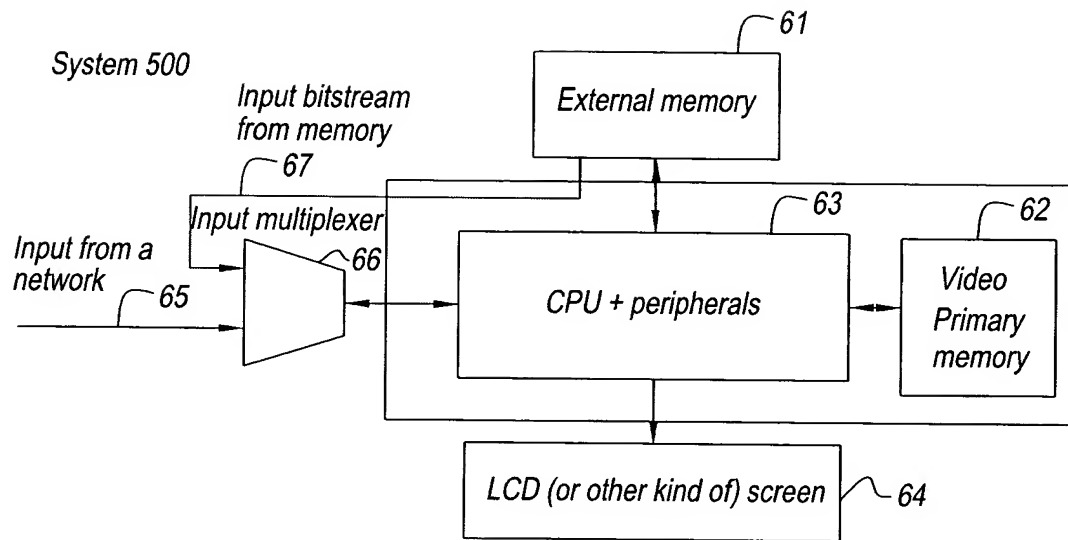 61
System 500
External memory
Input bitstream
from memory
67
63
62
Input multiplexer
66
Input from a
network
65
CPU + peripherals
Video
Primary
memory
LCD (or other kind of) screen
64